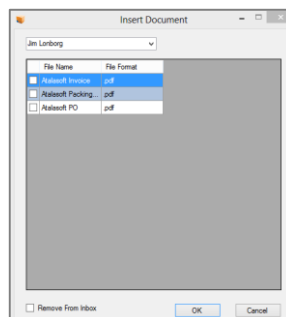 Insert Document
Jim Lonborg
File Name File Format
Atalasoft Invoice pdf
Atalasoft Packing... pdf
Atalasoft PO pdf
Remove From Inbox
OK Cancel